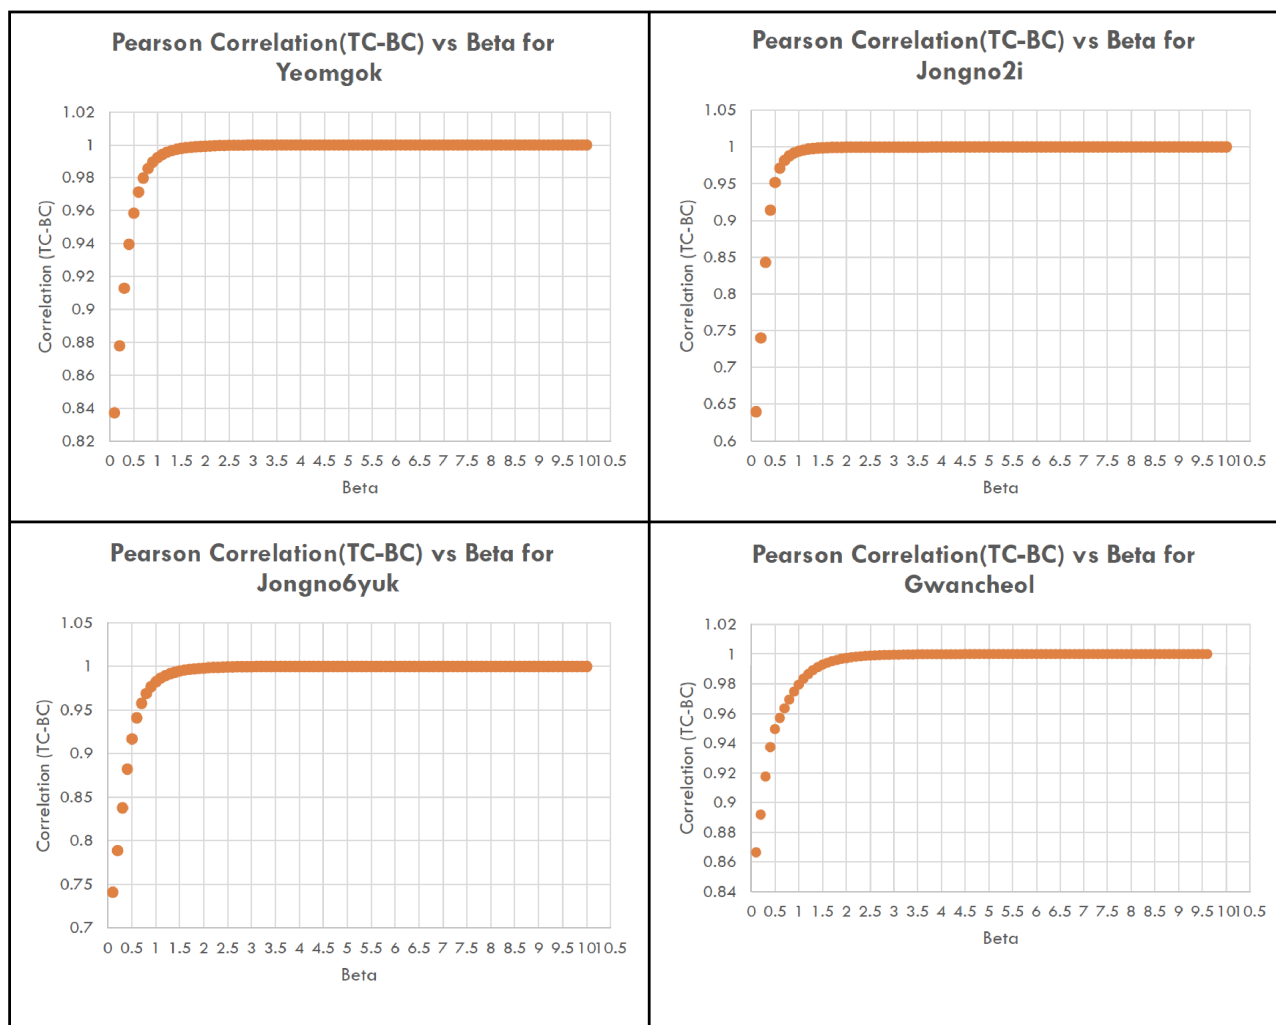 Pearson Correlation(TC-BC) vs Beta for
Yeomgok
1.02
1
0.98
0.96
0.94
0.92
0.9
0.88
0.86
0.84
0.82
Correlation (TC-BC)
0 0.5 1 1.5 2 2.5 3 3.5 4 4.5 5 5.5 6 6.5 7 7.5 8 8.5 9 9.5 10 10.5
Beta
Pearson Correlation(TC-BC) vs Beta for
Jongno2i
1.05
1
0.95
0.9
0.85
0.8
0.75
0.7
0.65
0.6
Correlation (TC-BC)
0 0.5 1 1.5 2 2.5 3 3.5 4 4.5 5 5.5 6 6.5 7 7.5 8 8.5 9 9.5 10 10.5
Beta
Pearson Correlation(TC-BC) vs Beta for
Jongno6yuk
1.05
1
0.95
0.9
0.85
0.8
0.75
0.7
Correlation (TC-BC)
0 0.5 1 1.5 2 2.5 3 3.5 4 4.5 5 5.5 6 6.5 7 7.5 8 8.5 9 9.5 10 10.5
Beta
Pearson Correlation(TC-BC) vs Beta for
Gwancheol
1.02
1
0.98
0.96
0.94
0.92
0.9
0.88
0.86
0.84
Correlation (TC-BC)
0 0.5 1 1.5 2 2.5 3 3.5 4 4.5 5 5.5 6 6.5 7 7.5 8 8.5 9 9.5 10 10.5
Beta